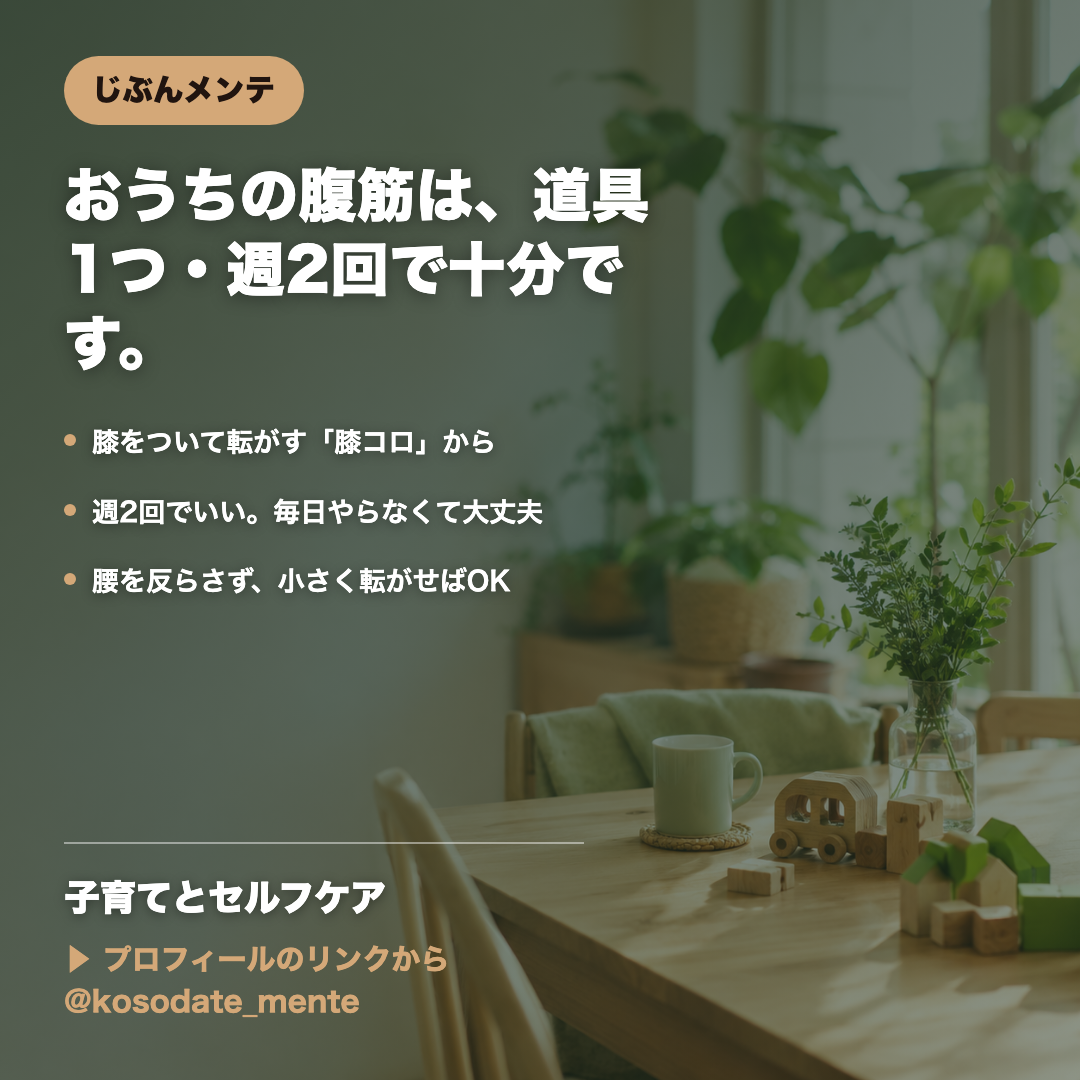 じぶんメンテ
おうちの腹筋は、道具
1つ・週2回で十分で
す。
膝をついて転がす「膝コロ」から
週2回でいい。毎日やらなくて大丈夫
腰を反らさず、小さく転がせばOK
子育てとセルフケア
▶ プロフィールのリンクから
@kosodate_mente